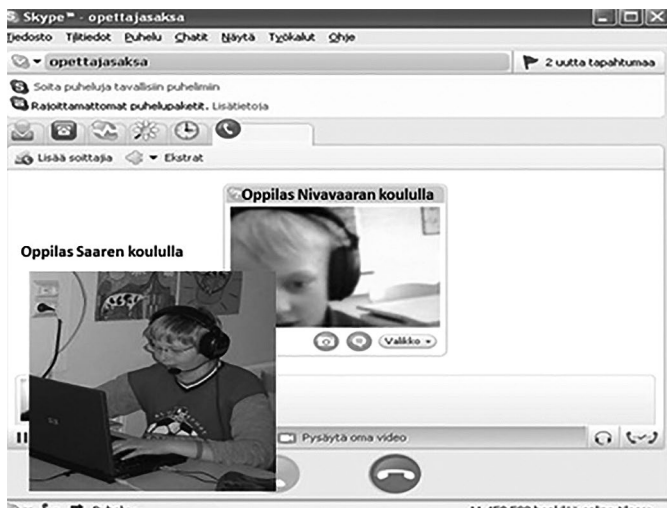 Skype™ - opettajasaksa
Tiedosto Tilitiedot Puhelu Chatit Näytä Työkalut Ohje
opettajasaksa
2 uutta tapahtumaa
Soita puheluja tavallisiin puhelimiin
Rajoittamattomat puhelupaketit. Lisätietoja
Lisää soittajia Ekstrat
Oppilas Nivavaaran koululla
Oppilas Saaren koululla
Valikko
Pysäytä oma video